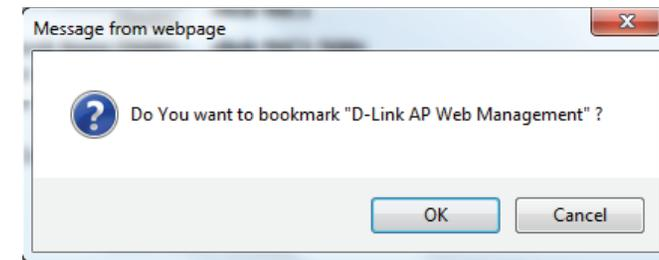 Message from webpage
Do You want to bookmark "D-Link AP Web Management" ?
OK
Cancel